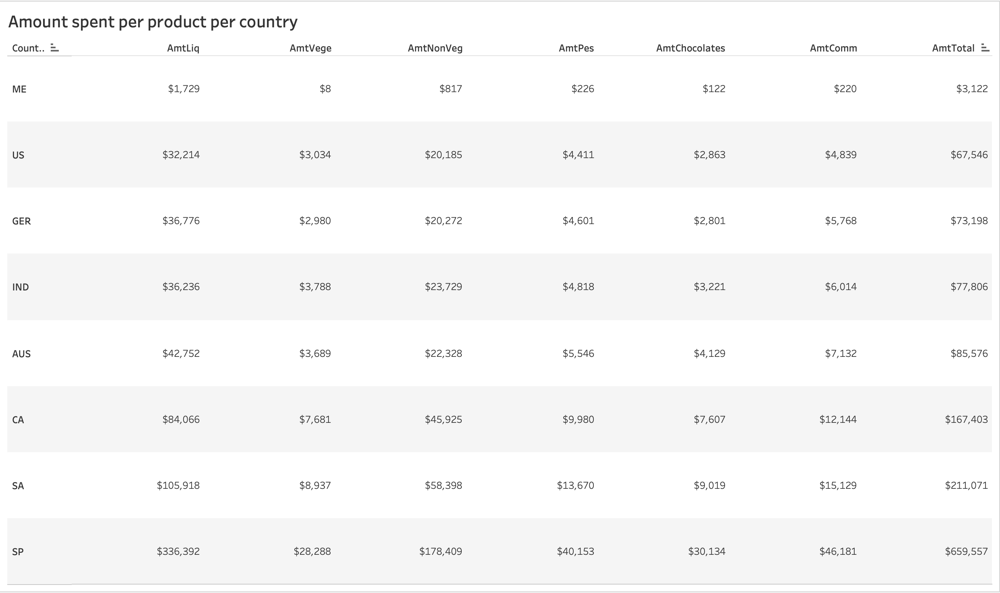 Amount spent per product per country
Count.. AmtLiq AmtVege AmtNonVeg AmtPes AmtChocolates AmtComm AmtTotal
ME $1,729 $8 $817 $226 $122 $220 $3,122
US $32,214 $3,034 $20,185 $4,411 $2,863 $4,839 $67,546
GER $36,776 $2,980 $20,272 $4,601 $2,801 $5,768 $73,198
IND $36,236 $3,788 $23,729 $4,818 $3,221 $6,014 $77,806
AUS $42,752 $3,689 $22,328 $5,546 $4,129 $7,132 $85,576
CA $84,066 $7,681 $45,925 $9,980 $7,607 $12,144 $167,403
SA $105,918 $8,937 $58,398 $13,670 $9,019 $15,129 $211,071
SP $336,392 $28,288 $178,409 $40,153 $30,134 $46,181 $659,557